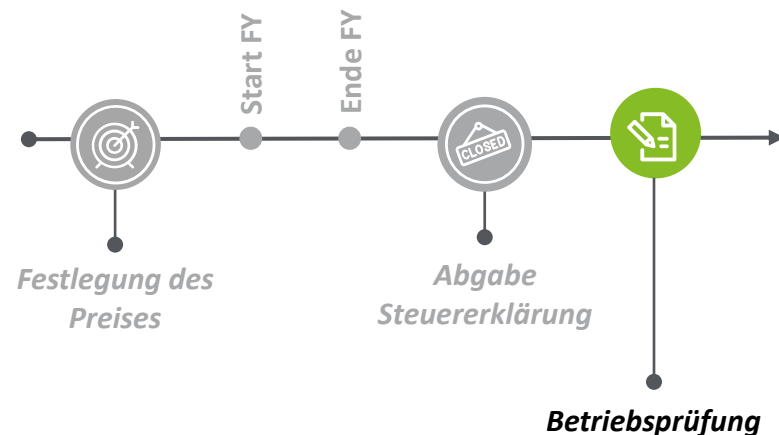 Start FY
Ende FY
CLOSED
Festlegung des
Preises
Abgabe
Steuererklärung
Betriebsprüfung